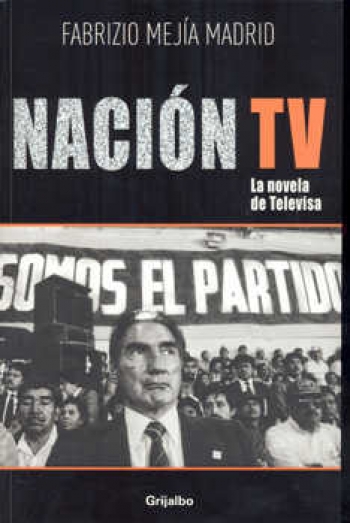 FABRIZIO MEJÍA MADRID
NACIÓN TV
La novela
de Televisa
SOMOS EL PARTIDO
Grijalbo